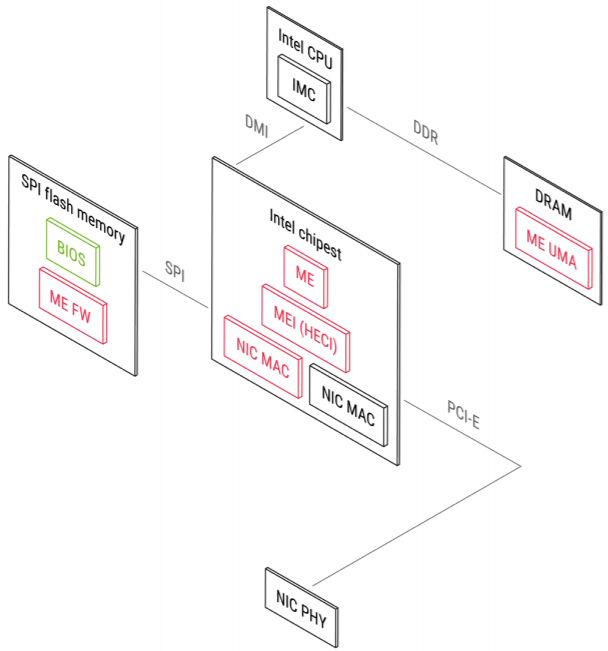 Intel CPU
IMC
DMI
DDR
SPI flash memory
BIOS
ME FW
SPI
Intel chipest
ME
MEI (HECI)
NIC MAC
NIC MAC
DRAM
ME UMA
PCI-E
NIC PHY